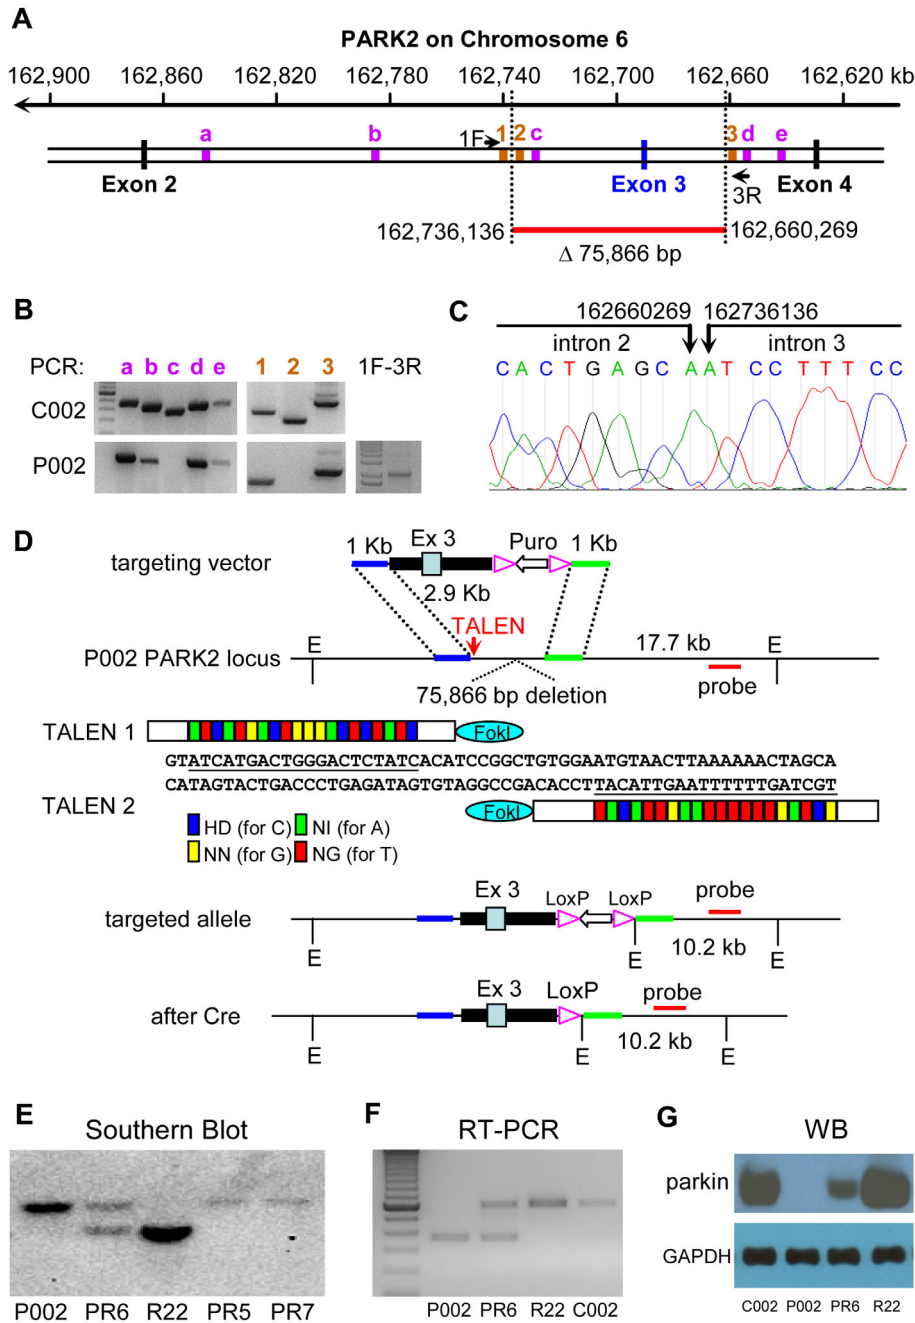 A
PARK2 on Chromosome 6
162,900 162,860 162,820 162,780 162,740 162,700 162,660 162,620 kb
a b 1F 1 2 c 3 d e
Exon 2 Exon 3 3R Exon 4
162,736,136 162,660,269
Δ 75,866 bp
B
PCR: a b c d e 1 2 3 1F-3R
C002
P002
C
162660269 162736136
intron 2 intron 3
C A C T G A G C A A T C C T T T C C
D
targeting vector 1 Kb Ex 3 Puro 1 Kb
2.9 Kb
TALEN
P002 PARK2 locus E 17.7 kb E
75,866 bp deletion probe
TALEN 1 FokI
GTATCATGACTGGGACTCTATCACATCCGGCTGTGGAATGTAACTTAAAAAACTAGCA
CATAGTACTGACCCTGAGATAGTGTAGGCCGACACCTTACATTGAATTTTTTGATCGT
TALEN 2 FokI
HD (for C) NI (for A)
NN (for G) NG (for T)
targeted allele Ex 3 LoxP LoxP probe
E E 10.2 kb E
after Cre Ex 3 LoxP probe
E E 10.2 kb E
E
Southern Blot
P002 PR6 R22 PR5 PR7
F
RT-PCR
P002 PR6 R22 C002
G
WB
parkin
GAPDH
C002 P002 PR6 R22